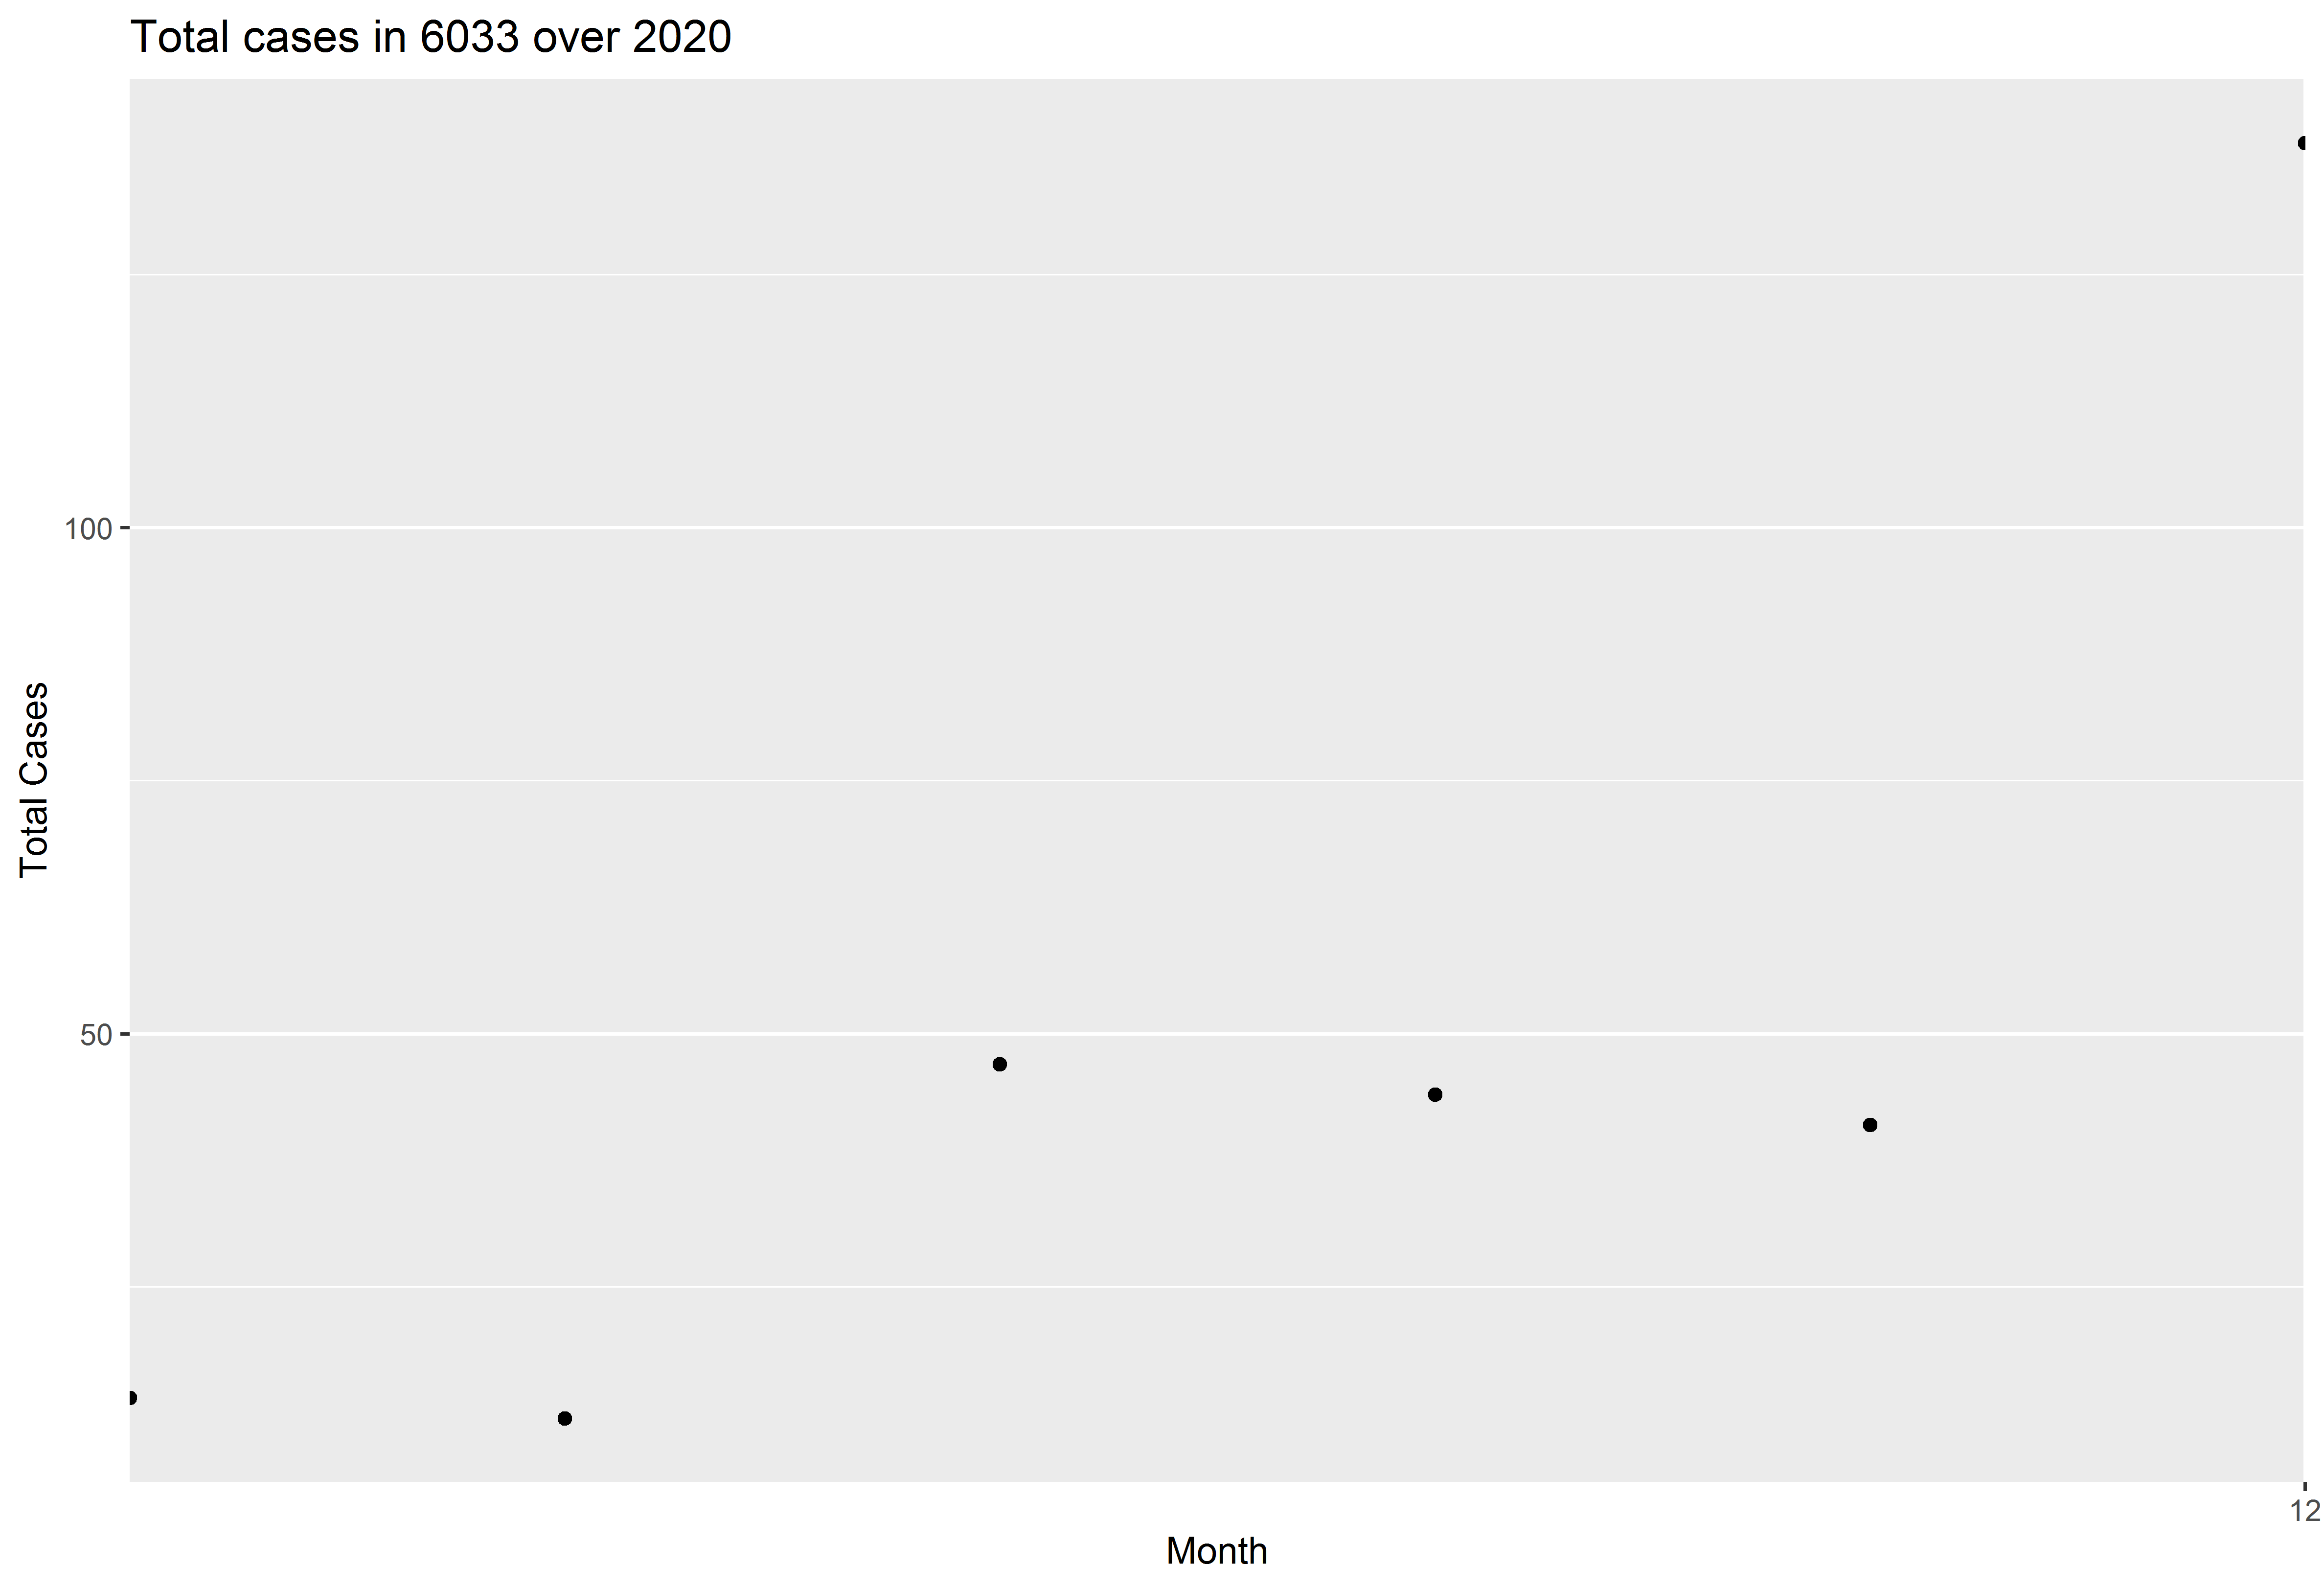 Total cases in 6033 over 2020
Total Cases
100
50
12
Month